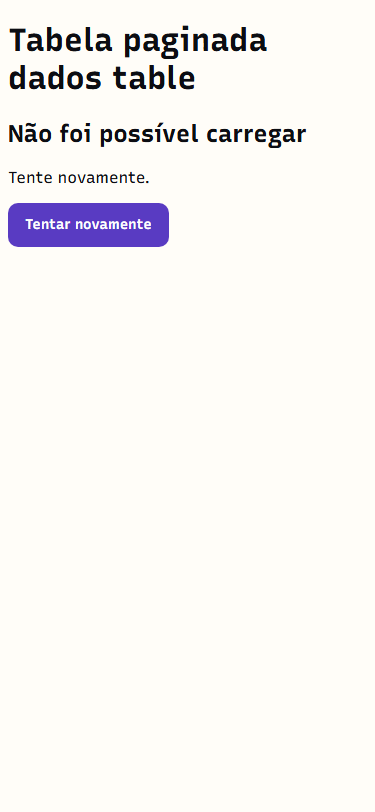 Tabela paginada
dados table
Não foi possível carregar
Tente novamente.
Tentar novamente